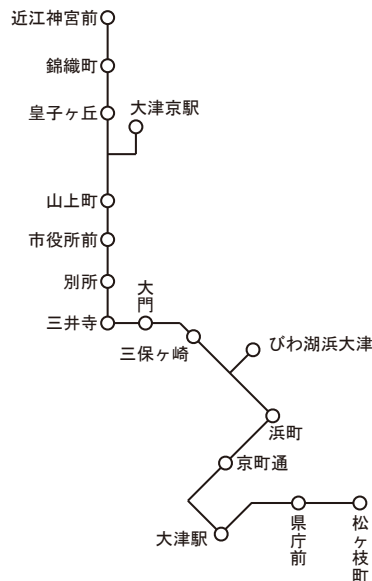 近江神宮前
錦織町
皇子ヶ丘
大津京駅
山上町
市役所前
別所
大門
三井寺
三保ヶ崎
びわ湖浜大津
浜町
京町通
大津駅
県庁前
松ヶ枝町